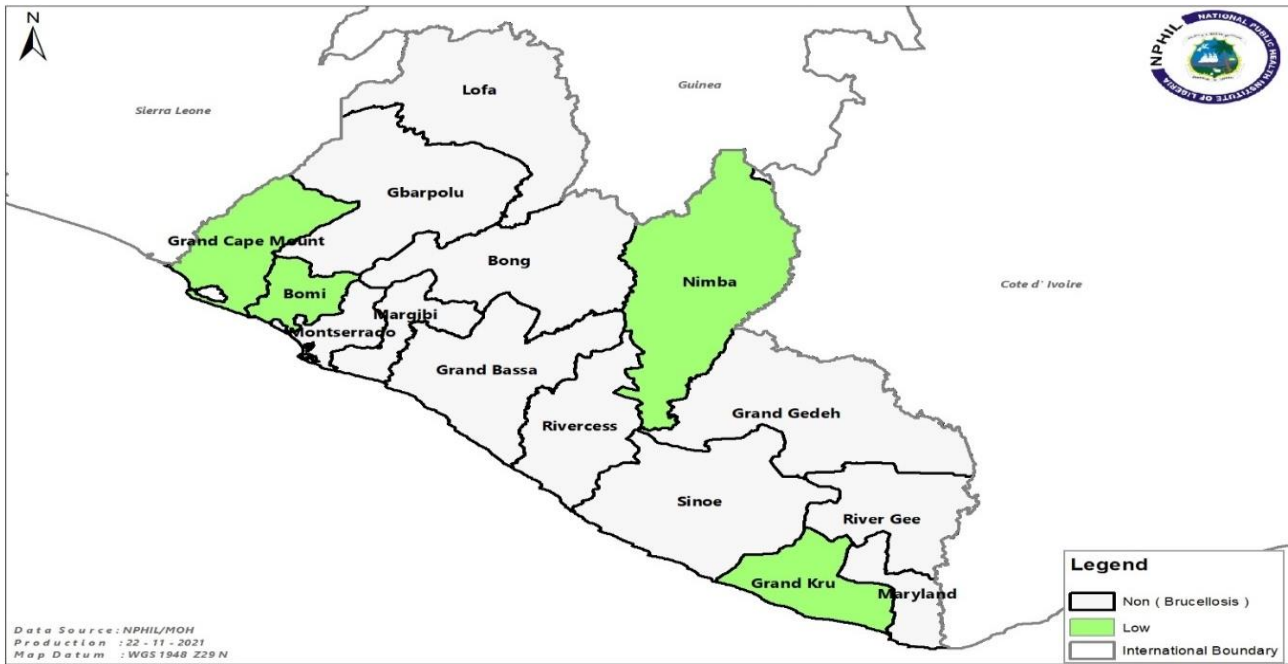 N
NPHIL
NATIONAL PUBLIC HEALTH INSTITUTE OF LIBERIA
Lofa
Guinea
Sierra Leone
Gbarpolu
Grand Cape Mount
Bong
Nimba
Cote d' Ivoire
Bomi
Margibi
Montserrado
Grand Bassa
Grand Gedeh
Rivercess
Sinoe
River Gee
Grand Kru
Maryland
Legend
Non ( Brucellosis )
Low
International Boundary
Data Source: NPHIL/MOH
Production : 22 - 11 - 2021
Map Datum : WGS 1948 Z29 N